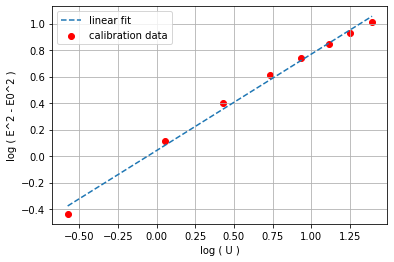 linear fit
calibration data
log ( E^2 - E0^2 )
1.0
0.8
0.6
0.4
0.2
0.0
−0.2
−0.4
−0.50 −0.25 0.00 0.25 0.50 0.75 1.00 1.25
log ( U )